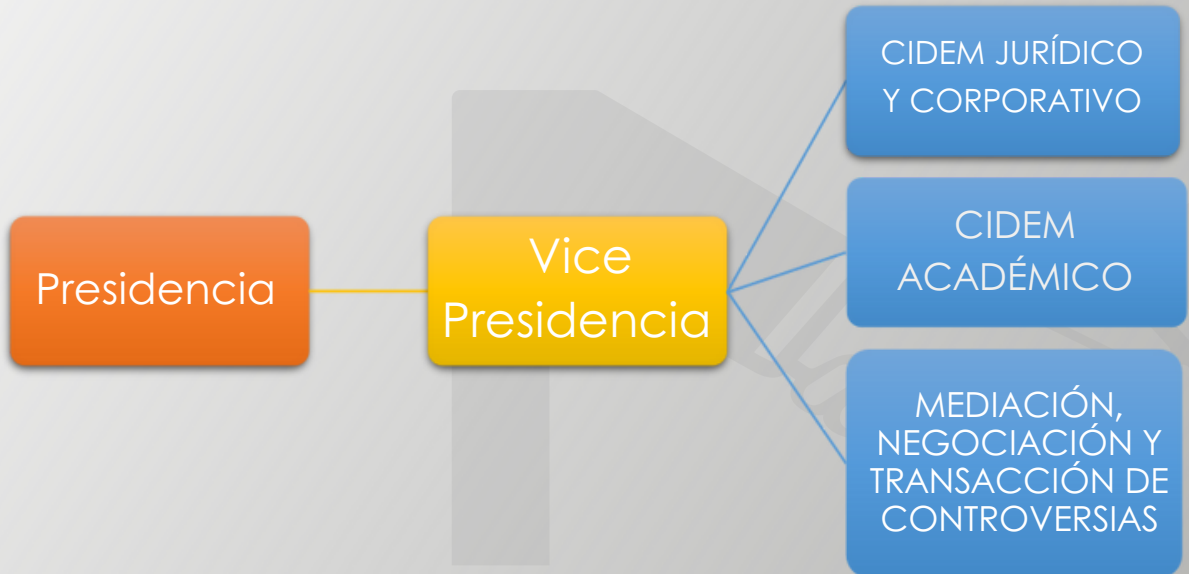 Presidencia
Vice
Presidencia
CIDEM JURÍDICO
Y CORPORATIVO
CIDEM
ACADÉMICO
MEDIACIÓN,
NEGOCIACIÓN Y
TRANSACCIÓN DE
CONTROVERSIAS